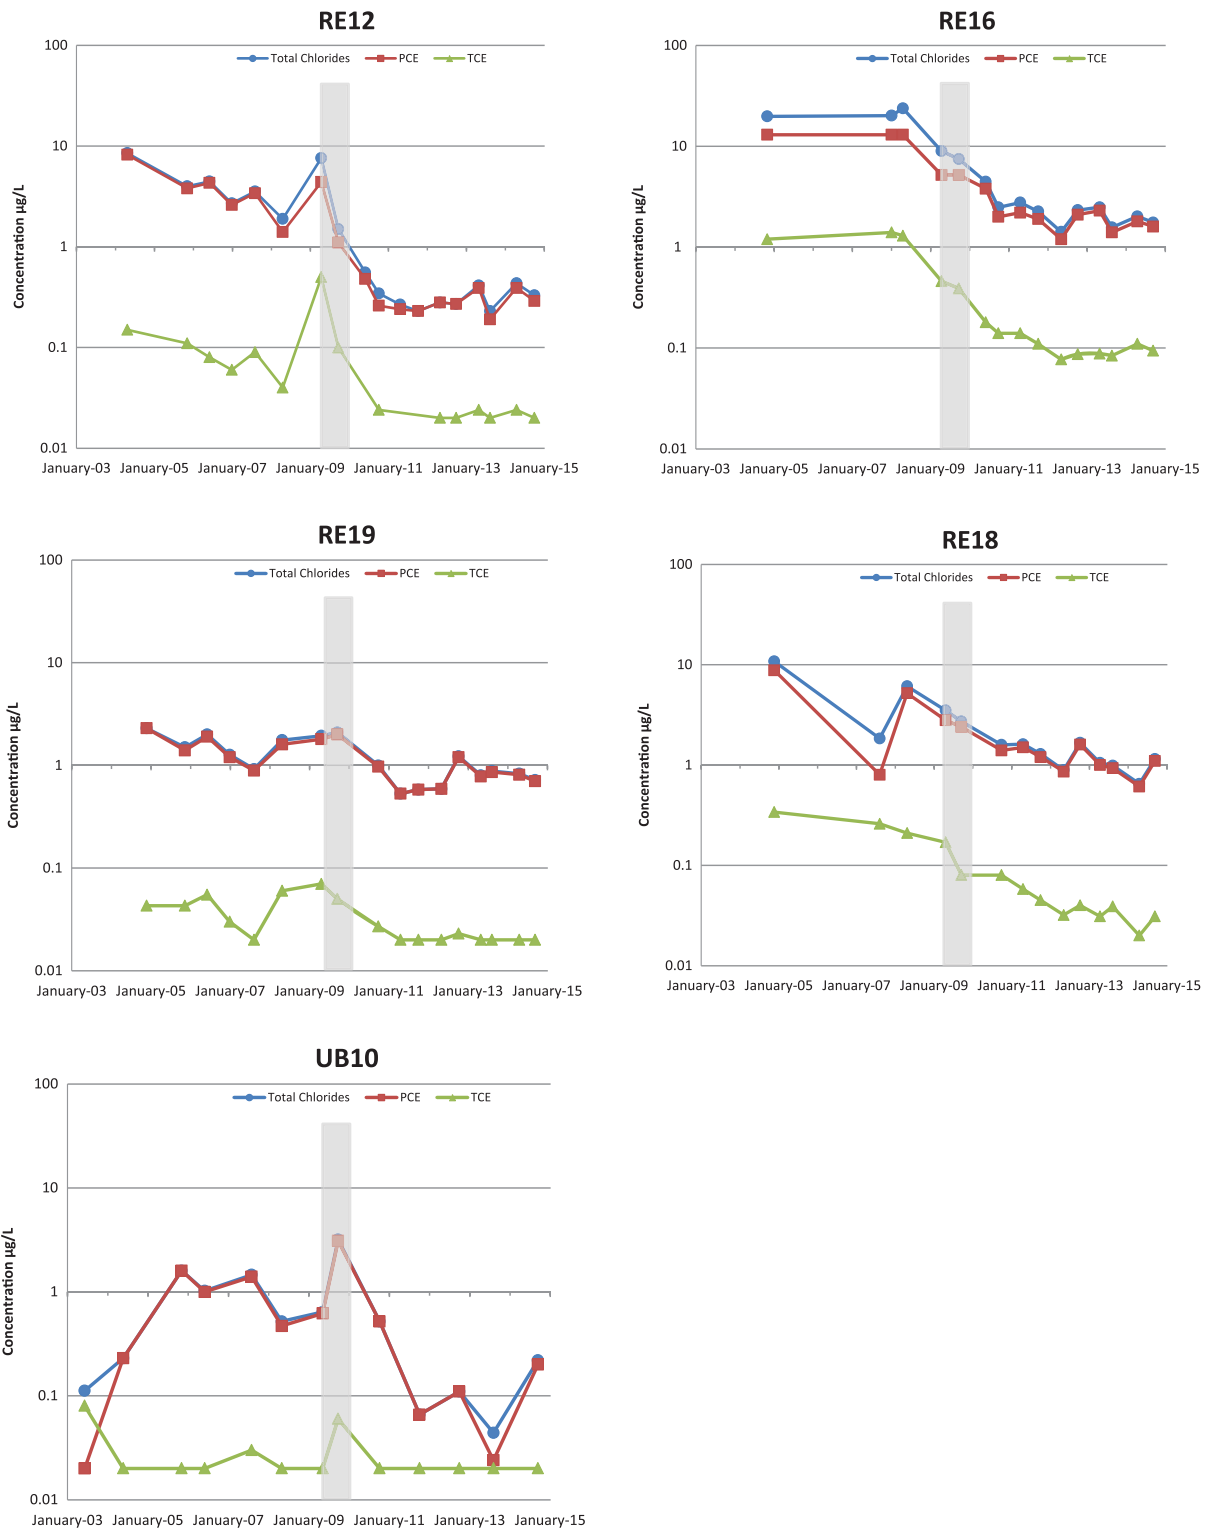 RE12
100
Total Chlorides PCE TCE
10
1
0.1
0.01
Concentration µg/L
January-03 January-05 January-07 January-09 January-11 January-13 January-15
RE16
100
Total Chlorides PCE TCE
10
1
0.1
0.01
Concentration µg/L
January-03 January-05 January-07 January-09 January-11 January-13 January-15
RE19
100
Total Chlorides PCE TCE
10
1
0.1
0.01
Concentration µg/L
January-03 January-05 January-07 January-09 January-11 January-13 January-15
RE18
100
Total Chlorides PCE TCE
10
1
0.1
0.01
Concentration µg/L
January-03 January-05 January-07 January-09 January-11 January-13 January-15
UB10
100
Total Chlorides PCE TCE
10
1
0.1
0.01
Concentration µg/L
January-03 January-05 January-07 January-09 January-11 January-13 January-15